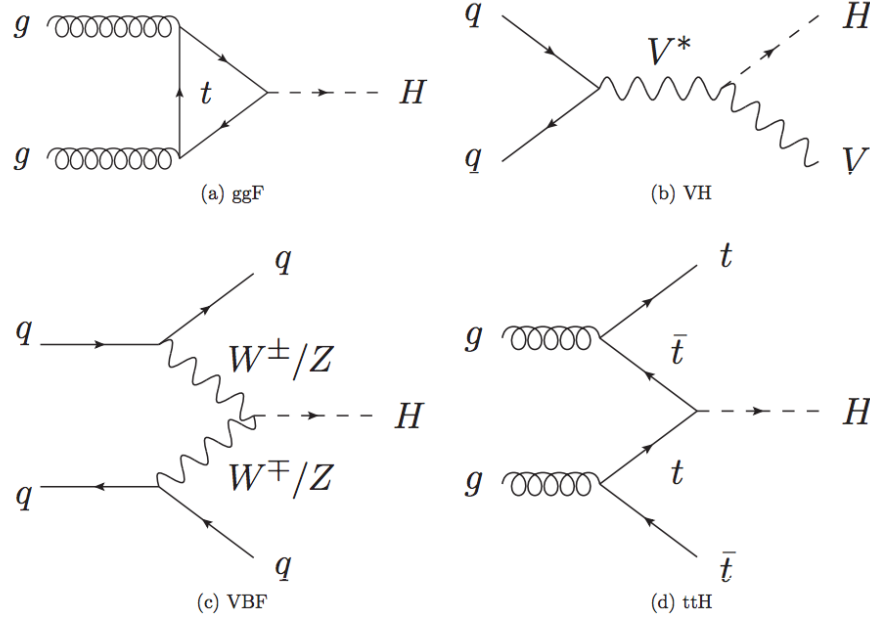 g
t
H
g
(a) ggF
q
V*
H
q
V
(b) VH
q
q
W±/Z
H
W∓/Z
q
q
(c) VBF
t
g
t̄
H
g
t
t̄
(d) ttH